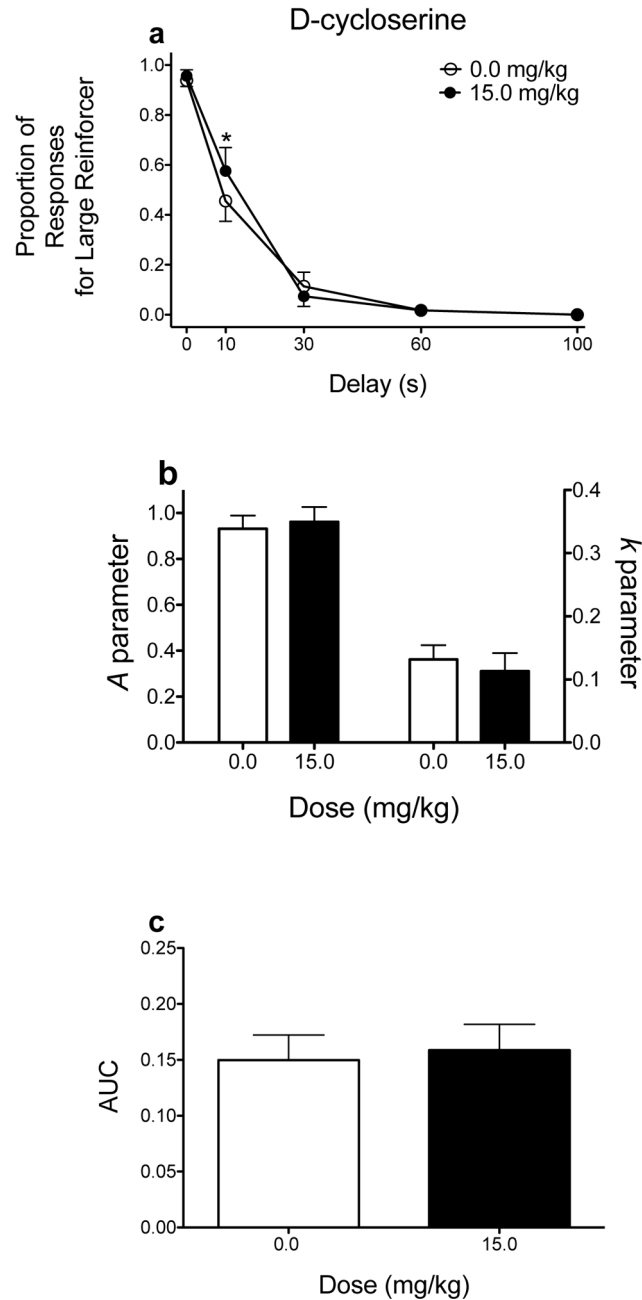 D-cycloserine
a
Proportion of
Responses
for Large Reinforcer
1.0
0.8
0.6
0.4
0.2
0.0
*
0.0 mg/kg
15.0 mg/kg
0 10 30 60 100
Delay (s)
b
A parameter
1.0
0.8
0.6
0.4
0.2
0.0
0.4
0.3
0.2
0.1
0.0
k parameter
0.0 15.0 0.0 15.0
Dose (mg/kg)
c
AUC
0.25
0.20
0.15
0.10
0.05
0.00
0.0 15.0
Dose (mg/kg)